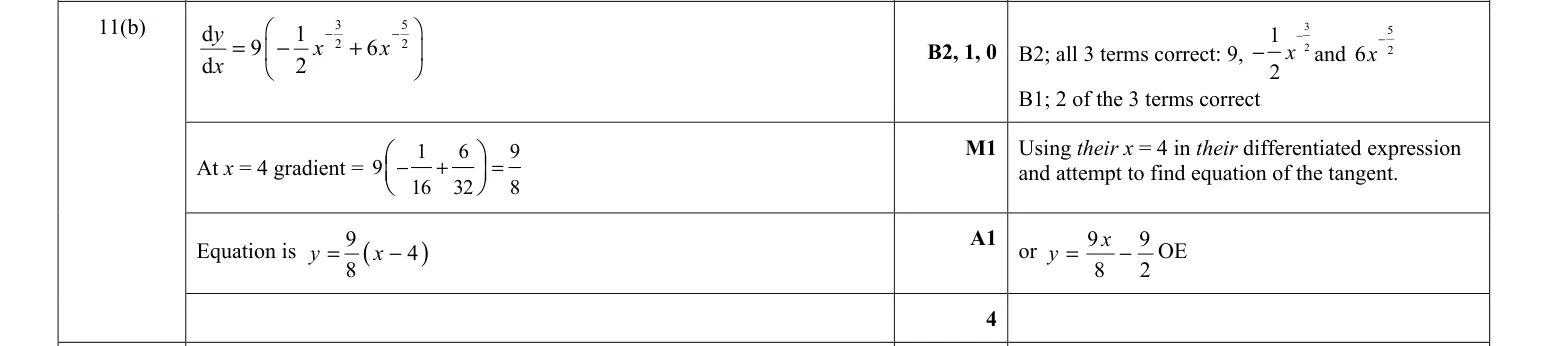 11(b)
dy/dx = 9(−1/2 x^(−3/2) + 6x^(−5/2))
B2, 1, 0
B2; all 3 terms correct: 9, −1/2 x^(−3/2) and 6x^(−5/2)
B1; 2 of the 3 terms correct
At x = 4 gradient = 9(−1/16 + 6/32) = 9/8
M1
Using their x = 4 in their differentiated expression
and attempt to find equation of the tangent.
Equation is y = 9/8 (x − 4)
A1
or y = 9x/8 − 9/2 OE
4